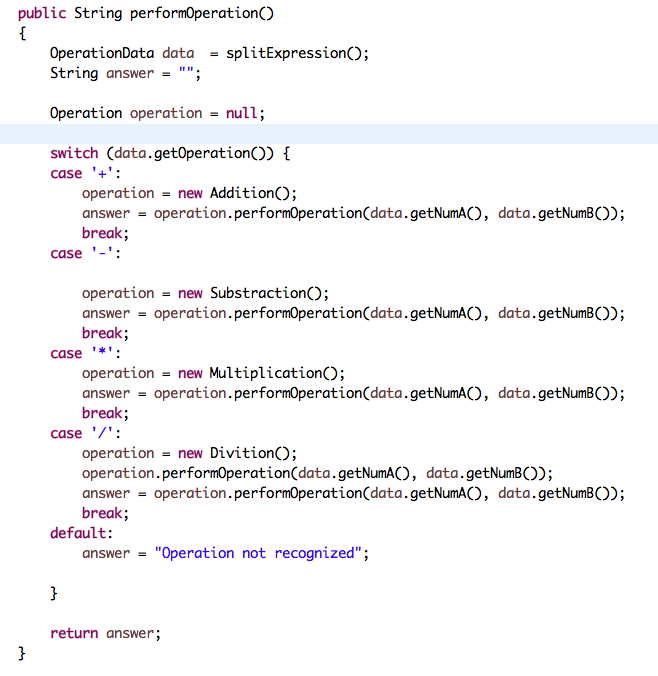 public String performOperation()
{
    OperationData data  = splitExpression();
    String answer = "";
    Operation operation = null;
    switch (data.getOperation()) {
    case '+':
        operation = new Addition();
        answer = operation.performOperation(data.getNumA(), data.getNumB());
        break;
    case '-':
        operation = new Substraction();
        answer = operation.performOperation(data.getNumA(), data.getNumB());
        break;
    case '*':
        operation = new Multiplication();
        answer = operation.performOperation(data.getNumA(), data.getNumB());
        break;
    case '/':
        operation = new Divition();
        operation.performOperation(data.getNumA(), data.getNumB());
        answer = operation.performOperation(data.getNumA(), data.getNumB());
        break;
    default:
        answer = "Operation not recognized";
    }
    return answer;
}